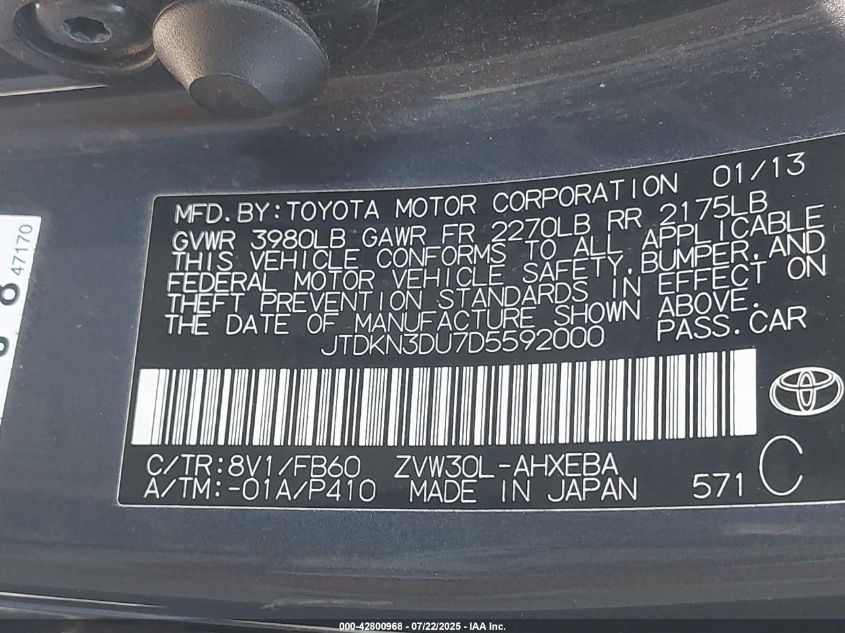 MFD.BY:TOYOTA MOTOR CORPORATION 01/13
GVWR 3980LB GAWR FR 2270LB RR 2175LB
THIS VEHICLE CONFORMS TO ALL APPLICABLE
FEDERAL MOTOR VEHICLE SAFETY,BUMPER,AND
THEFT PREVENTION STANDARDS IN EFFECT ON
THE DATE OF MANUFACTURE SHOWN ABOVE.
JTDKN3DU7D5592000 PASS.CAR
C/TR:8V1/FB60 ZVW30L-AHXEBA
A/TM:-01A/P410 MADE IN JAPAN 571 C
47170
000-42800968 - 07/22/2025 - IAA Inc.